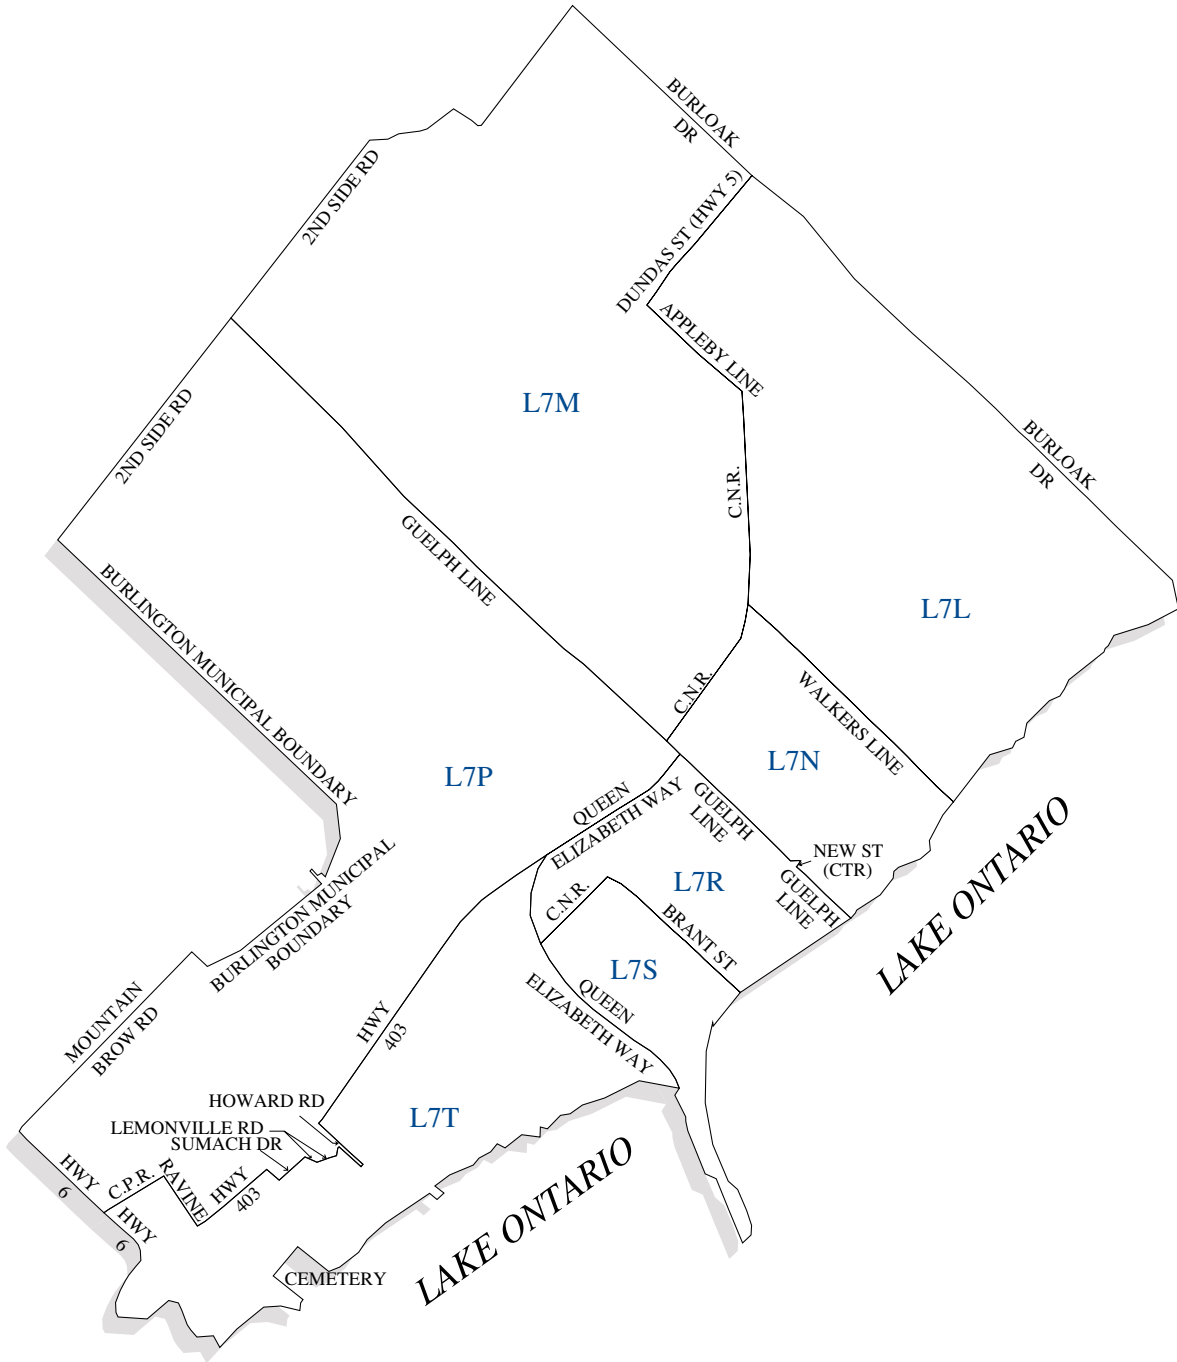 BURLOAK
DR
2ND SIDE RD
DUNDAS ST (HWY 5)
APPLEBY LINE
L7M
2ND SIDE RD
BURLOAK
DR
C.N.R.
GUELPH LINE
BURLINGTON MUNICIPAL BOUNDARY
L7L
C.N.R.
WALKERS LINE
L7N
L7P
QUEEN
ELIZABETH WAY
GUELPH
LINE
NEW ST
(CTR)
GUELPH
LINE
LAKE ONTARIO
BURLINGTON MUNICIPAL
BOUNDARY
C.N.R.
L7R
BRANT ST
L7S
QUEEN
ELIZABETH WAY
MOUNTAIN
BROW RD
HWY
403
HOWARD RD
L7T
LEMONVILLE RD
SUMACH DR
HWY
6
C.P.R.
RAVINE
HWY
403
HWY
6
LAKE ONTARIO
CEMETERY